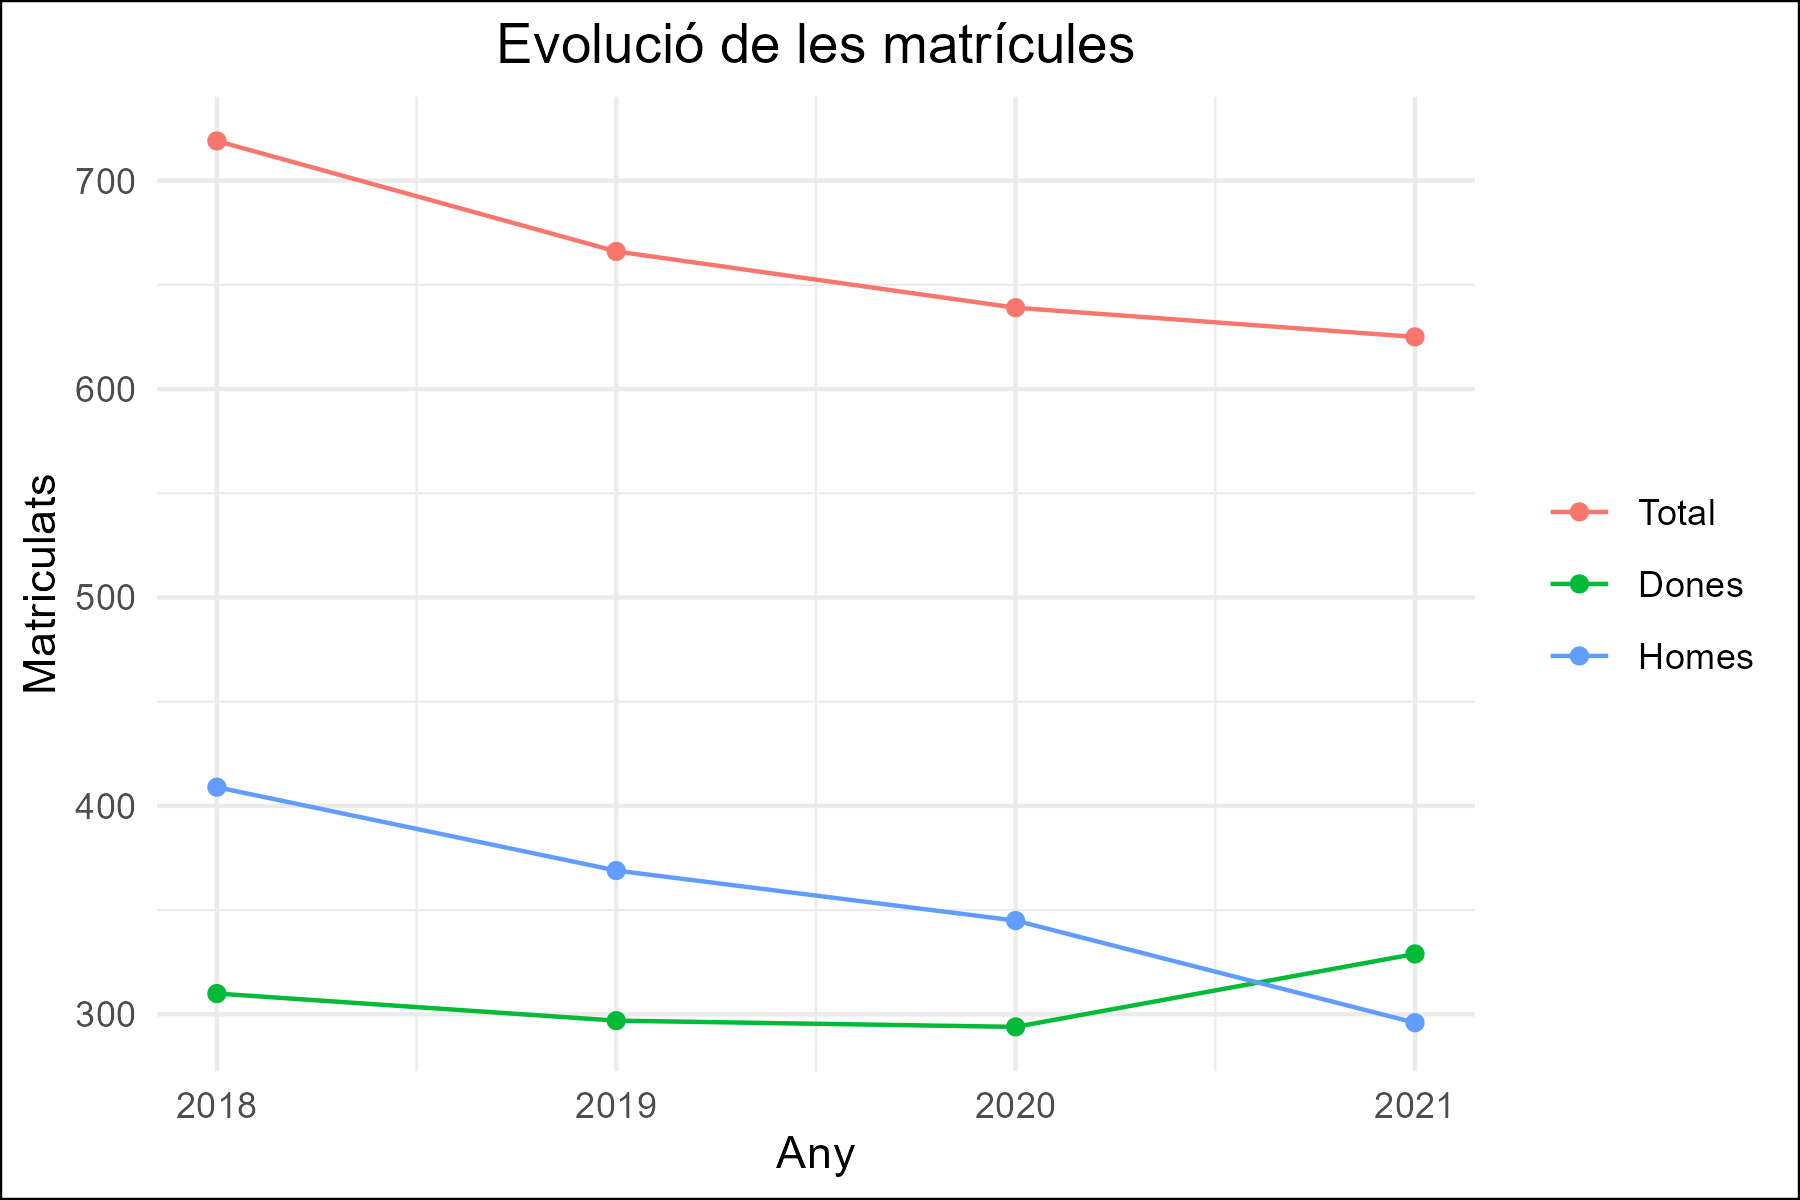 Evolució de les matrícules
Matriculats
700
600
500
400
300
2018 2019 2020 2021
Any
Total
Dones
Homes